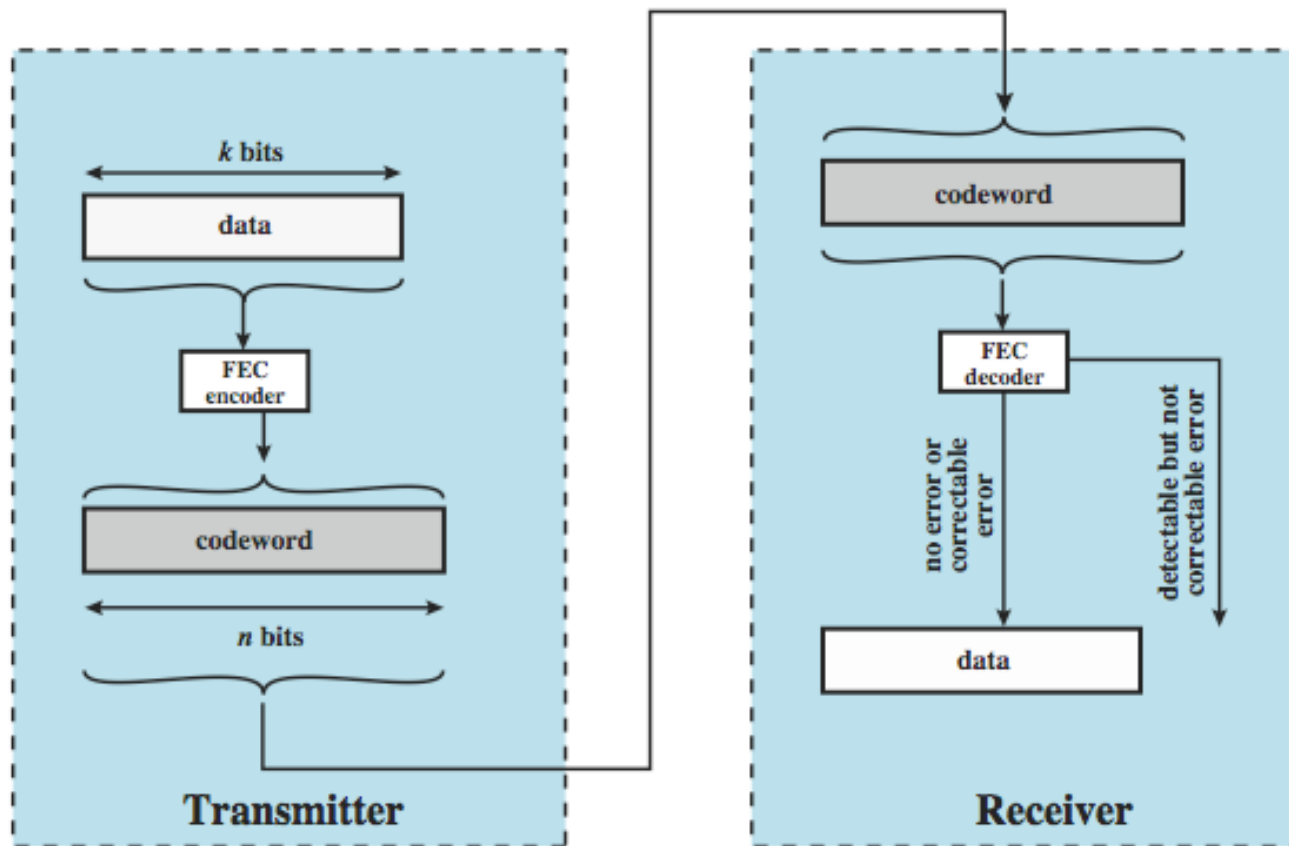 k bits
data
FEC
encoder
codeword
n bits
Transmitter
codeword
FEC
decoder
no error or
correctable
error
detectable but not
correctable error
data
Receiver